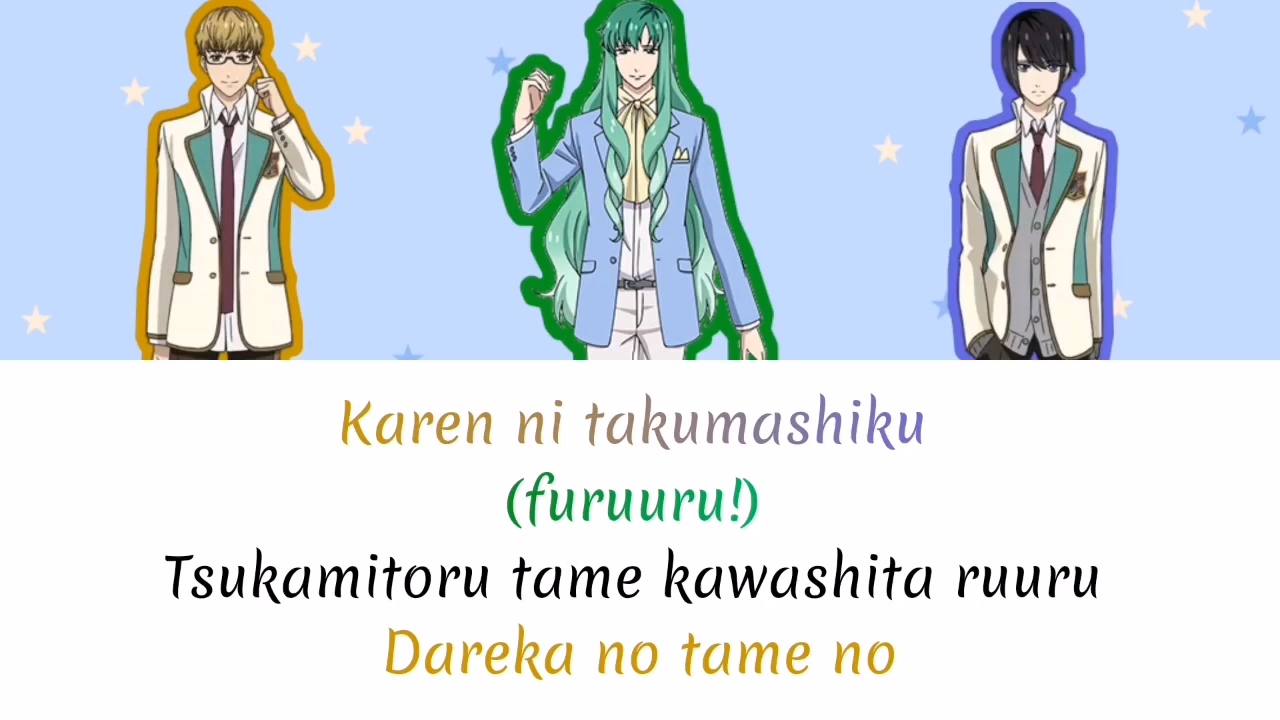 Karen ni takumashiku
(furuuru!)
Tsukamitoru tame kawashita ruuru
Dareka no tame no